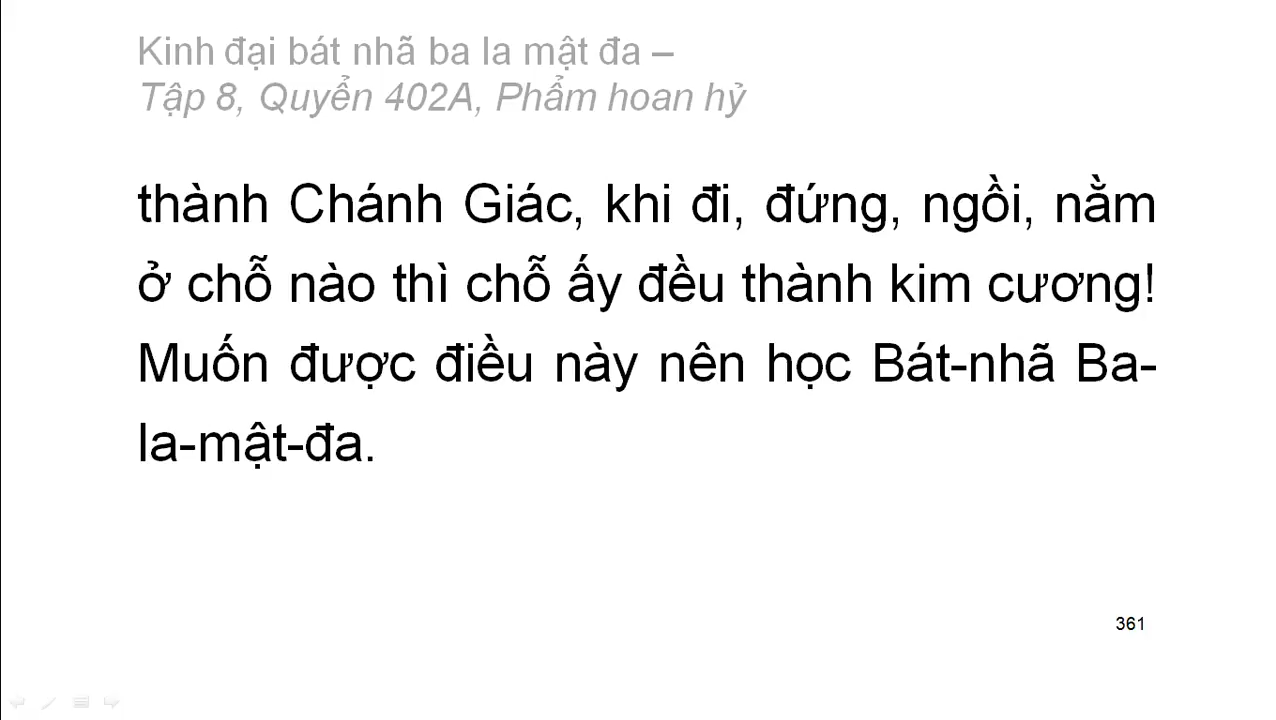 Kinh đại bát nhã ba la mật đa –
Tập 8, Quyển 402A, Phẩm hoan hỷ
thành Chánh Giác, khi đi, đứng, ngồi, nằm
ở chỗ nào thì chỗ ấy đều thành kim cương!
Muốn được điều này nên học Bát-nhã Ba-
la-mật-đa.
361